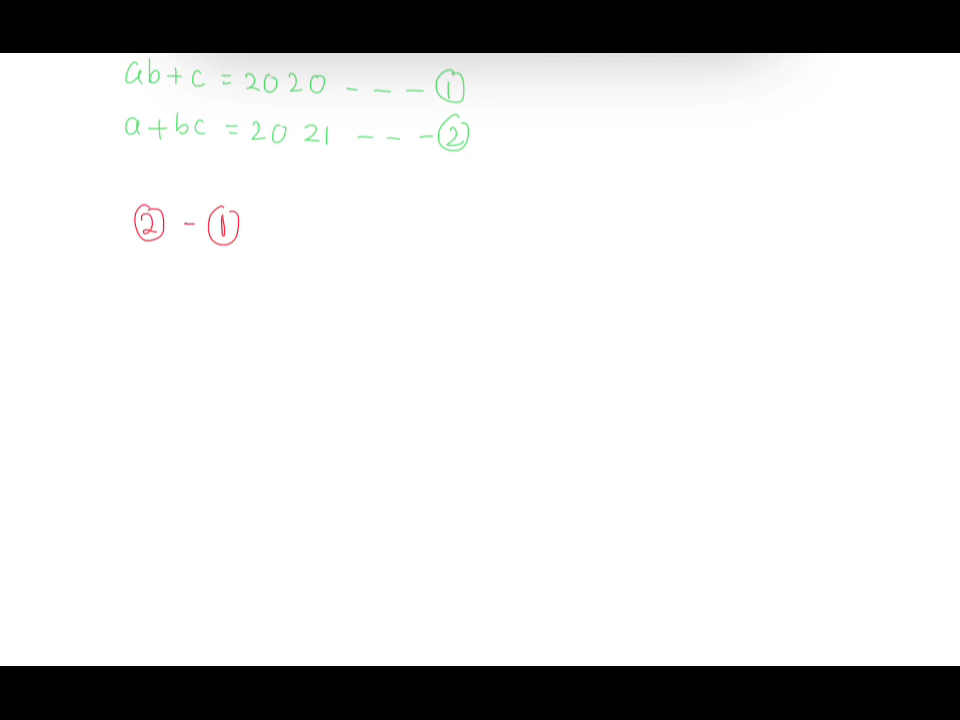 ab+c = 2020 - - - ①
a+bc = 2021 - - - ②
② - ①